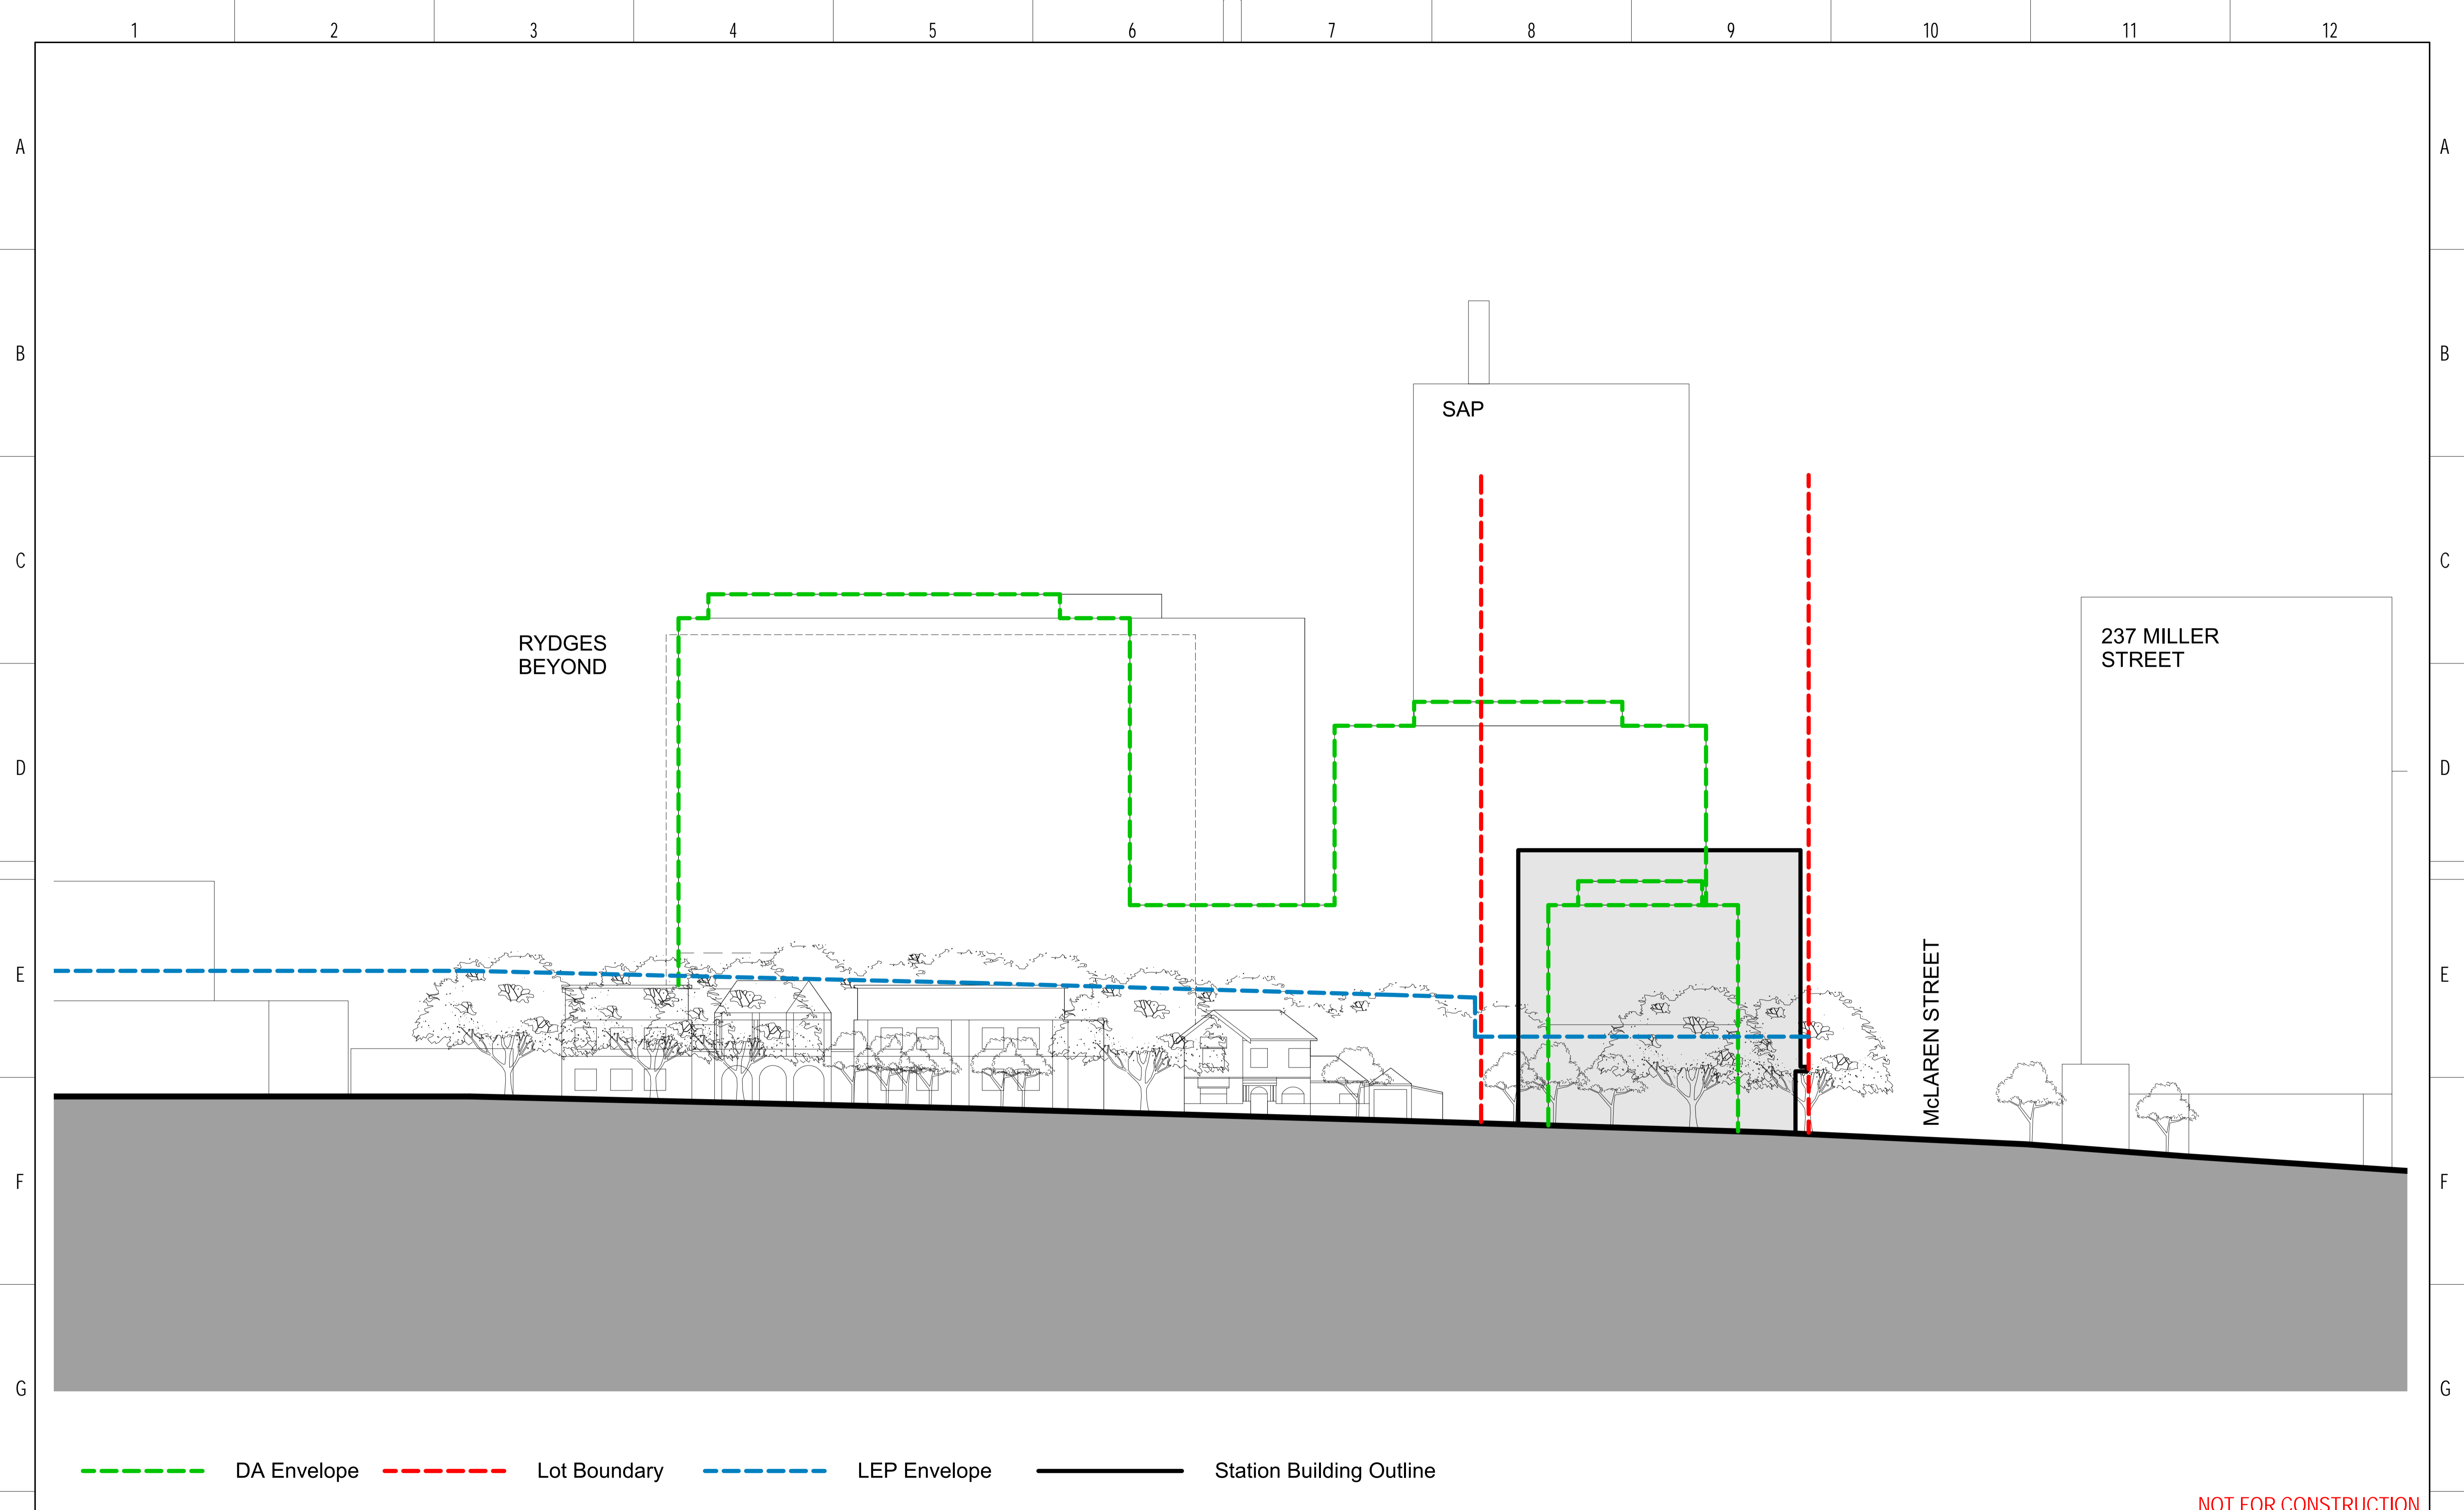 1 2 3 4 5 6 7 8 9 10 11 12
A A
B B
SAP
C C
RYDGES
BEYOND
237 MILLER
STREET
D D
McLAREN STREET
E E
F F
G G
DA Envelope Lot Boundary LEP Envelope Station Building Outline
NOT FOR CONSTRUCTION